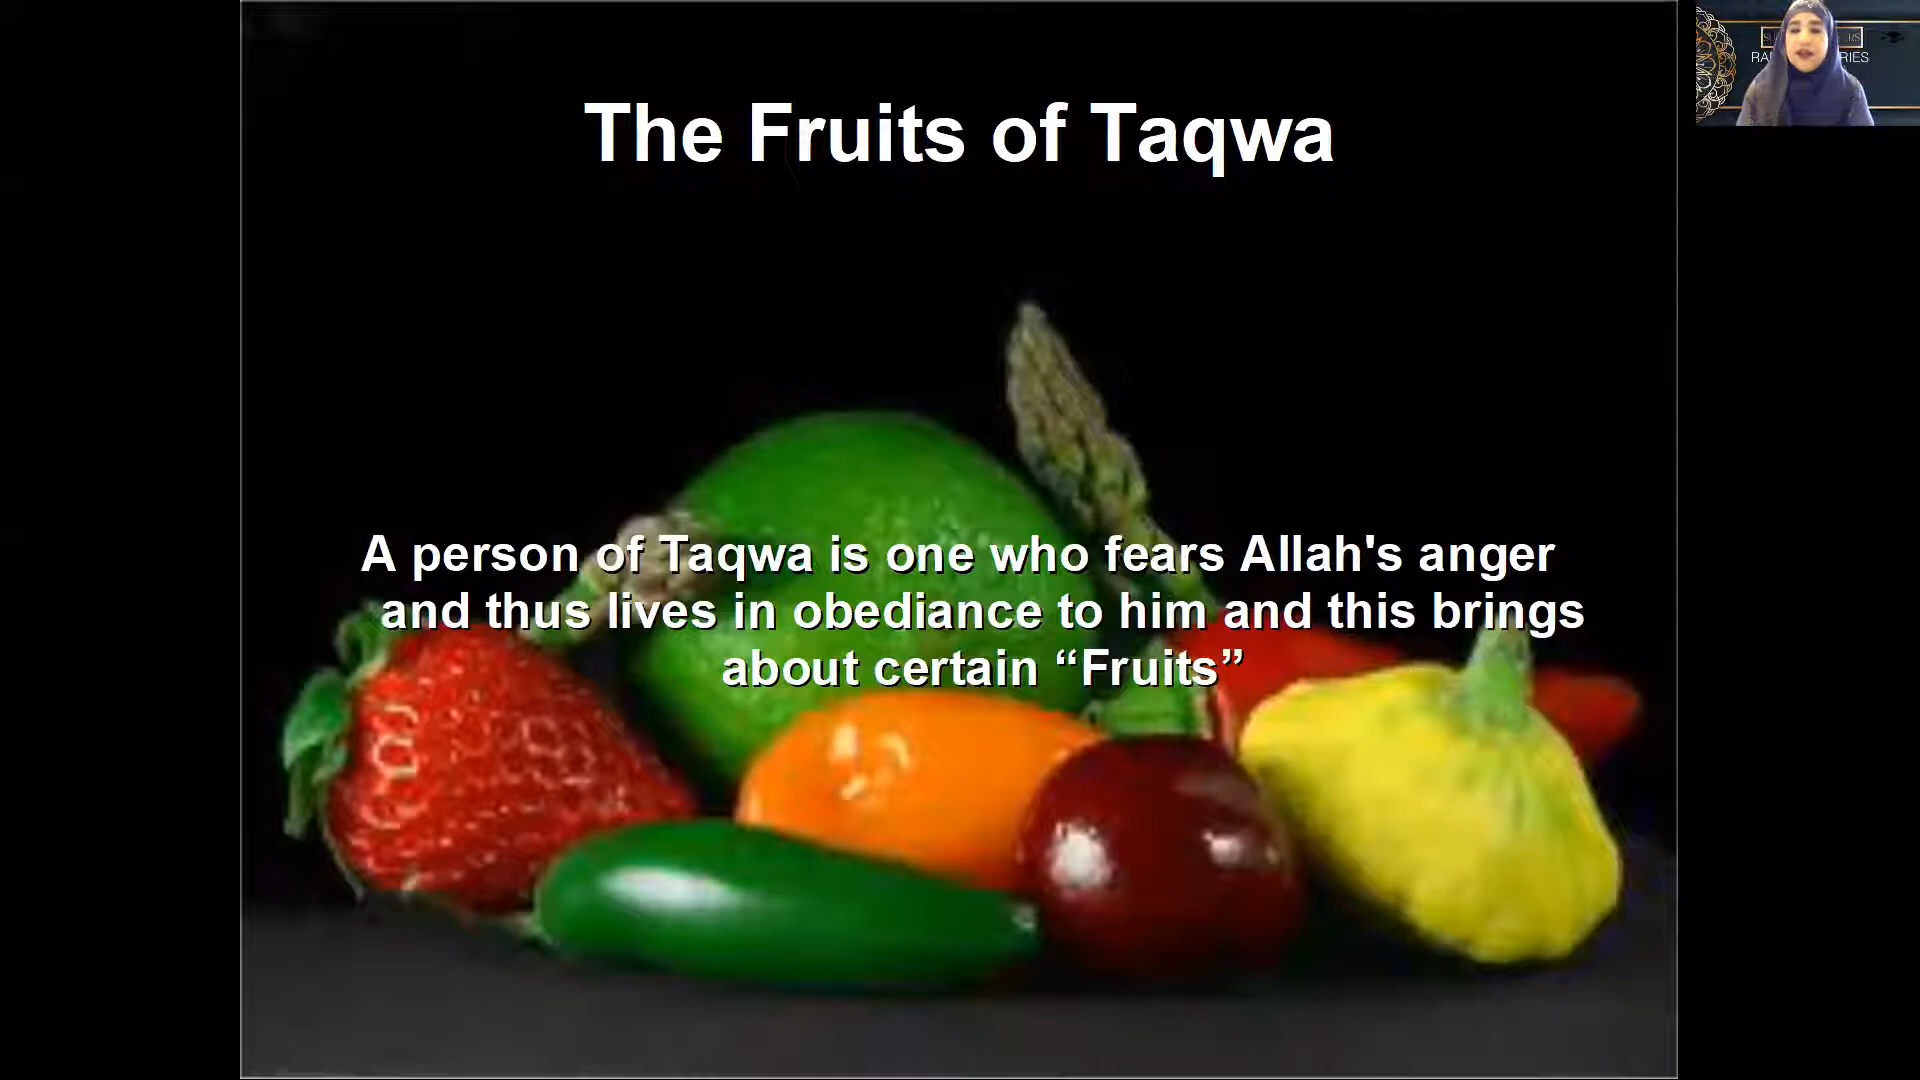 The Fruits of Taqwa
A person of Taqwa is one who fears Allah's anger
and thus lives in obediance to him and this brings
about certain “Fruits”